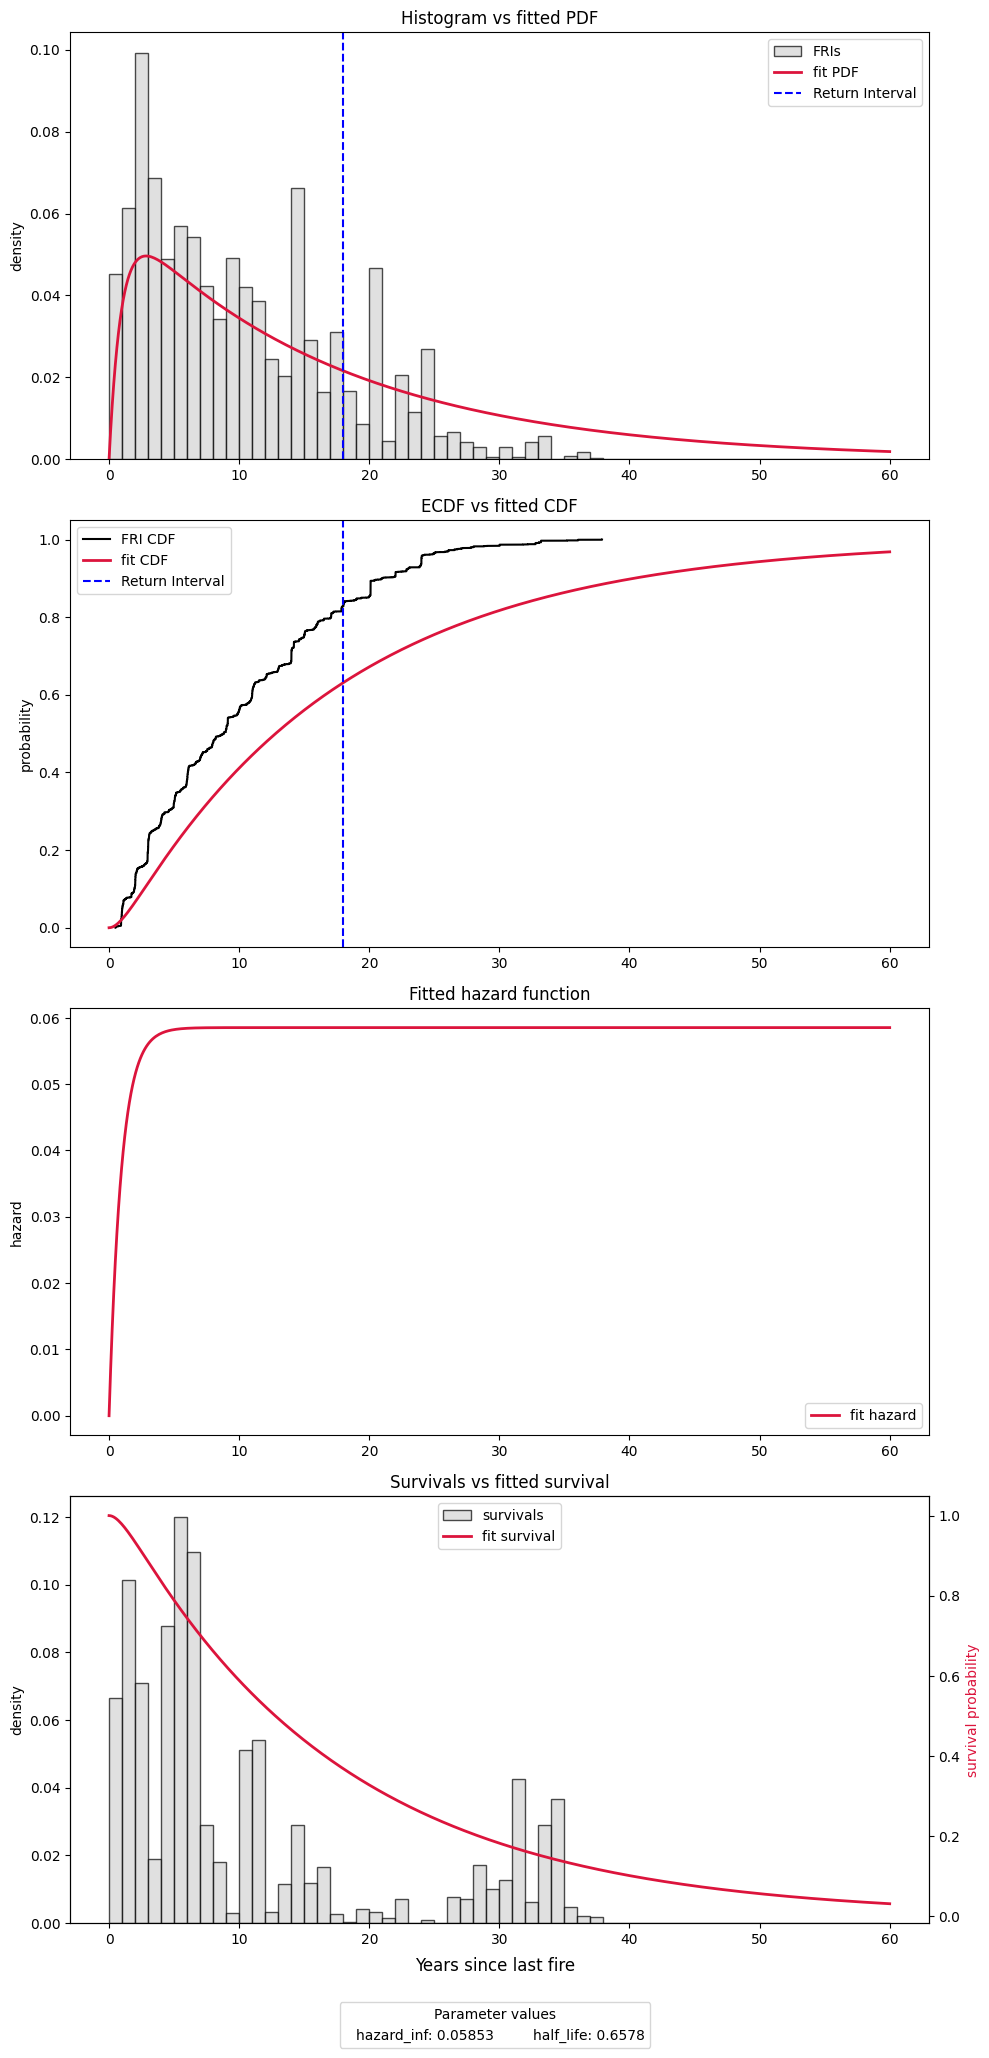 Histogram vs fitted PDF
density
0.10
0.08
0.06
0.04
0.02
0.00
0 10 20 30 40 50 60
FRIs
fit PDF
Return Interval
ECDF vs fitted CDF
probability
1.0
0.8
0.6
0.4
0.2
0.0
0 10 20 30 40 50 60
FRI CDF
fit CDF
Return Interval
Fitted hazard function
hazard
0.06
0.05
0.04
0.03
0.02
0.01
0.00
0 10 20 30 40 50 60
fit hazard
Survivals vs fitted survival
density
0.12
0.10
0.08
0.06
0.04
0.02
0.00
survivals
fit survival
1.0
0.8
0.6
0.4
0.2
0.0
survival probability
0 10 20 30 40 50 60
Years since last fire
Parameter values
hazard_inf: 0.05853 half_life: 0.6578